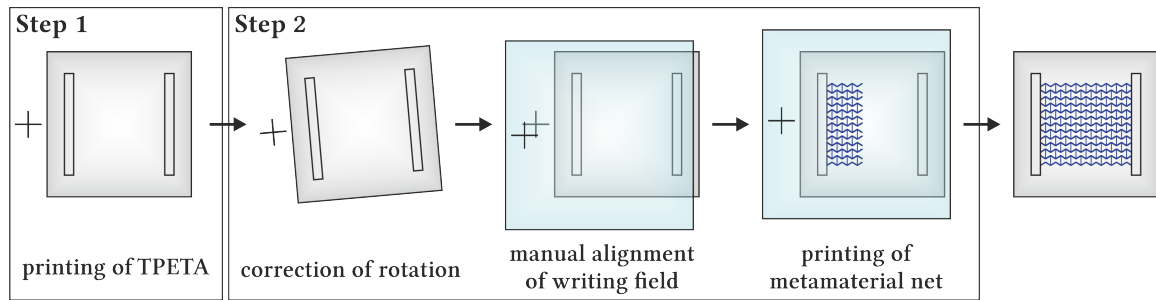 Step 1
Step 2
printing of TPETA
correction of rotation
manual alignment
of writing field
printing of
metamaterial net